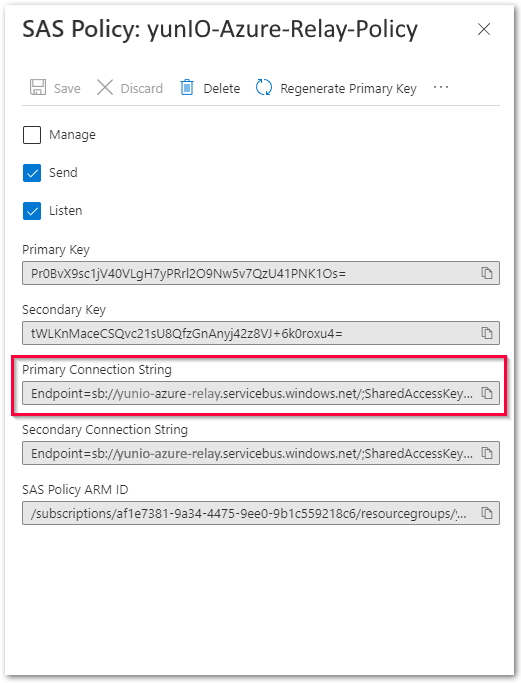 SAS Policy: yunIO-Azure-Relay-Policy
Save Discard Delete Regenerate Primary Key ...
Manage
Send
Listen
Primary Key
Pr0BvX9sc1jV40VLgH7yPRrl2O9Nw5v7QzU41PNK1Os=
Secondary Key
tWLKnMaceCSQvc21sU8QfzGnAnyj42z8VJ+6k0roxu4=
Primary Connection String
Endpoint=sb://yunio-azure-relay.servicebus.windows.net/;SharedAccessKey...
Secondary Connection String
Endpoint=sb://yunio-azure-relay.servicebus.windows.net/;SharedAccessKey...
SAS Policy ARM ID
/subscriptions/af1e7381-9a34-4475-9ee0-9b1c559218c6/resourcegroups/y...